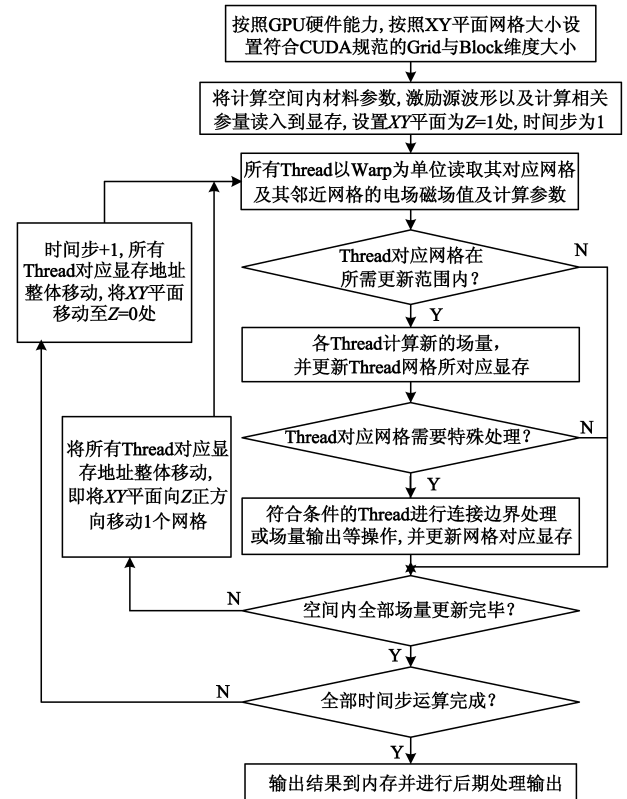 按照GPU硬件能力,按照XY平面网格大小设
置符合CUDA规范的Grid与Block维度大小
将计算空间内材料参数,激励源波形以及计算相关
参量读入到显存,设置XY平面为Z=1处,时间步为1
所有Thread以Warp为单位读取其对应网格
及其邻近网格的电场磁场值及计算参数
时间步+1,所有
Thread对应显存地址
整体移动,将XY平面
移动至Z=0处
Thread对应网格在
所需更新范围内?
N
Y
各Thread计算新的场量,
并更新Thread网格所对应显存
Thread对应网格需要特殊处理?
N
Y
将所有Thread对应显
存地址整体移动,
即将XY平面向Z正方
向移动1个网格
符合条件的Thread进行连接边界处理
或场量输出等操作,并更新网格对应显存
N
空间内全部场量更新完毕?
Y
N
全部时间步运算完成?
Y
输出结果到内存并进行后期处理输出